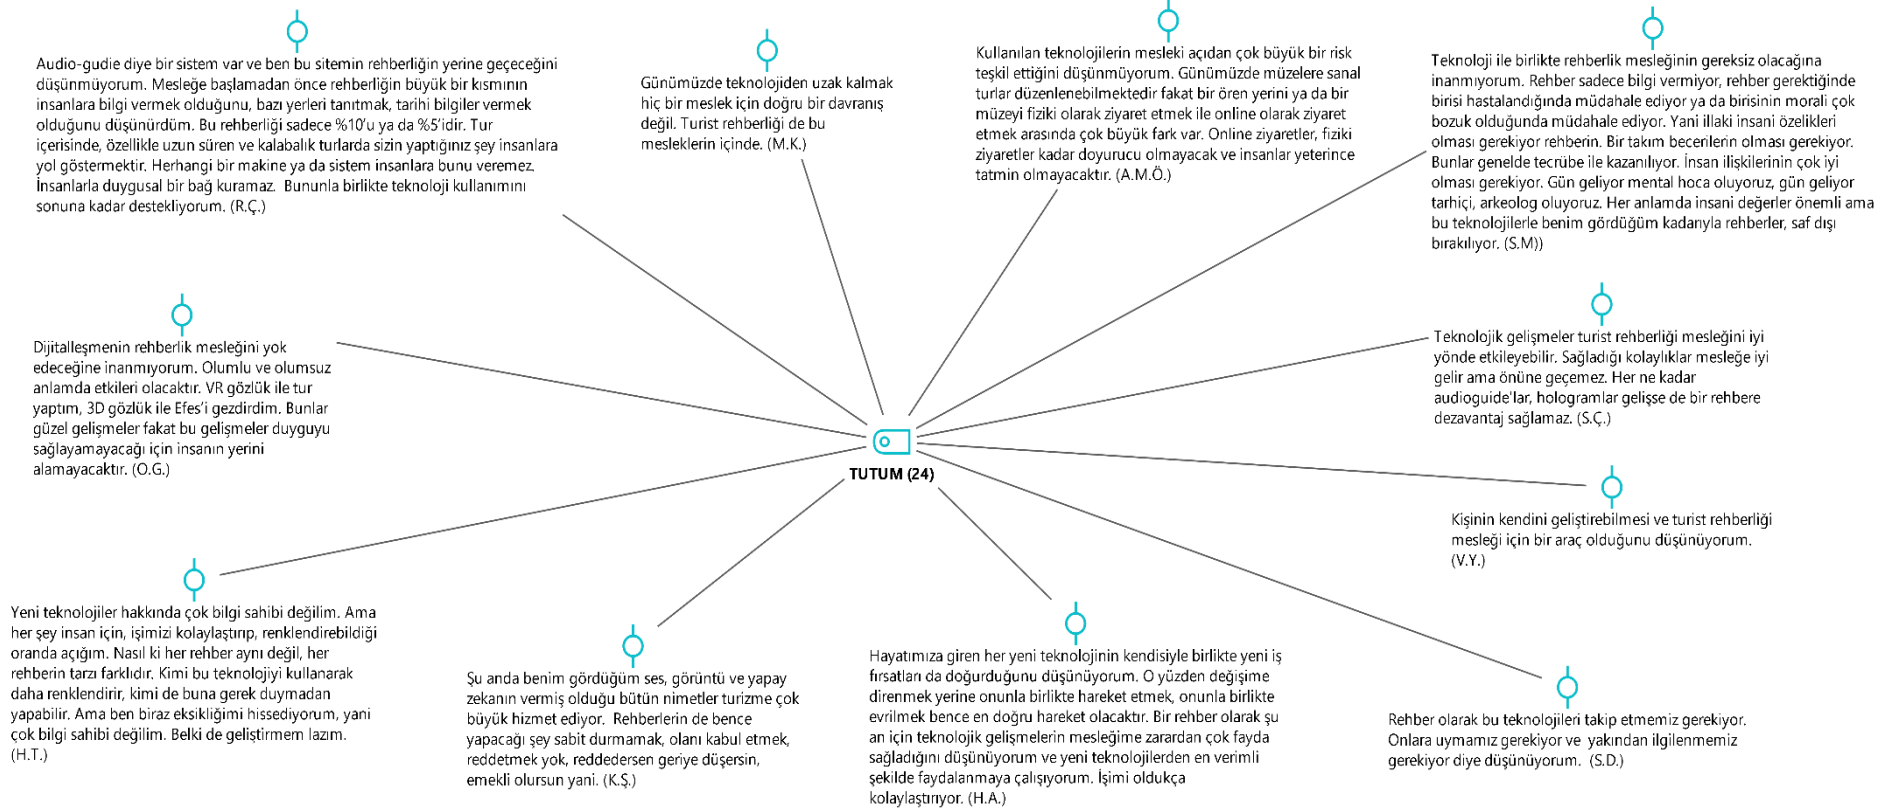 Audio-gudie diye bir sistem var ve ben bu sitemin rehberliğin yerine geçeceğini
düşünmüyorum. Mesleğe başlamadan önce rehberliğin büyük bir kısmının
insanlara bilgi vermek olduğunu, bazı yerleri tanıtmak, tarihi bilgiler vermek
olduğunu düşünürdüm. Bu rehberliği sadece %10'u ya da %5'idir. Tur
içerisinde, özellikle uzun süren ve kalabalık turlarda sizin yaptığınız şey insanlara
yol göstermektir. Herhangi bir makine ya da sistem insanlara bunu veremez.
İnsanlarla duygusal bir bağ kuramaz. Bununla birlikte teknoloji kullanımını
sonuna kadar destekliyorum. (R.Ç.)
Günümüzde teknolojiden uzak kalmak
hiç bir meslek için doğru bir davranış
değil. Turist rehberliği de bu
mesleklerin içinde. (M.K.)
Kullanılan teknolojilerin mesleki açıdan çok büyük bir risk
teşkil ettiğini düşünmüyorum. Günümüzde müzelere sanal
turlar düzenlenebilmektedir fakat bir ören yerini ya da bir
müzeyi fiziki olarak ziyaret etmek ile online olarak ziyaret
etmek arasında çok büyük fark var. Online ziyaretler, fiziki
ziyaretler kadar doyurucu olmayacak ve insanlar yeterince
tatmin olmayacaktır. (A.M.Ö.)
Teknoloji ile birlikte rehberlik mesleğinin gereksiz olacağına
inanmıyorum. Rehber sadece bilgi vermiyor, rehber gerektiğinde
birisi hastalandığında müdahale ediyor ya da birisinin morali çok
bozuk olduğunda müdahale ediyor. Yani illaki insani özelikleri
olması gerekiyor rehberin. Bir takım becerilerin olması gerekiyor.
Bunlar genelde tecrübe ile kazanılıyor. İnsan ilişkilerinin çok iyi
olması gerekiyor. Gün geliyor mental hoca oluyoruz, gün geliyor
tarhiçi, arkeolog oluyoruz. Her anlamda insani değerler önemli ama
bu teknolojilerle benim gördüğüm kadarıyla rehberler, saf dışı
bırakılıyor. (S.M))
Dijitalleşmenin rehberlik mesleğini yok
edeceğine inanmıyorum. Olumlu ve olumsuz
anlamda etkileri olacaktır. VR gözlük ile tur
yaptım, 3D gözlük ile Efes'i gezdirdim. Bunlar
güzel gelişmeler fakat bu gelişmeler duyguyu
sağlayamayacağı için insanın yerini
alamayacaktır. (O.G.)
Teknolojik gelişmeler turist rehberliği mesleğini iyi
yönde etkileyebilir. Sağladığı kolaylıklar mesleğe iyi
gelir ama önüne geçemez. Her ne kadar
audioguide'lar, hologramlar gelişse de bir rehbere
dezavantaj sağlamaz. (S.Ç.)
TUTUM (24)
Kişinin kendini geliştirebilmesi ve turist rehberliği
mesleği için bir araç olduğunu düşünüyorum.
(V.Y.)
Yeni teknolojiler hakkında çok bilgi sahibi değilim. Ama
her şey insan için, işimizi kolaylaştırıp, renklendirebildiği
oranda açığım. Nasıl ki her rehber aynı değil, her
rehberin tarzı farklıdır. Kimi bu teknolojiyi kullanarak
daha renklendirir, kimi de buna gerek duymadan
yapabilir. Ama ben biraz eksikliğimi hissediyorum, yani
çok bilgi sahibi değilim. Belki de geliştirmem lazım.
(H.T.)
Şu anda benim gördüğüm ses, görüntü ve yapay
zekanın vermiş olduğu bütün nimetler turizme çok
büyük hizmet ediyor. Rehberlerin de bence
yapacağı şey sabit durmamak, olanı kabul etmek,
reddetmek yok, reddedersen geriye düşersin,
emekli olursun yani. (K.Ş.)
Hayatımıza giren her yeni teknolojinin kendisiyle birlikte yeni iş
fırsatları da doğurduğunu düşünüyorum. O yüzden değişime
direnmek yerine onunla birlikte hareket etmek, onunla birlikte
evrilmek bence en doğru hareket olacaktır. Bir rehber olarak şu
an için teknolojik gelişmelerin mesleğime zarardan çok fayda
sağladığını düşünüyorum ve yeni teknolojilerden en verimli
şekilde faydalanmaya çalışıyorum. İşimi oldukça
kolaylaştırıyor. (H.A.)
Rehber olarak bu teknolojileri takip etmemiz gerekiyor.
Onlara uymamız gerekiyor ve yakından ilgilenmemiz
gerekiyor diye düşünüyorum. (S.D.)